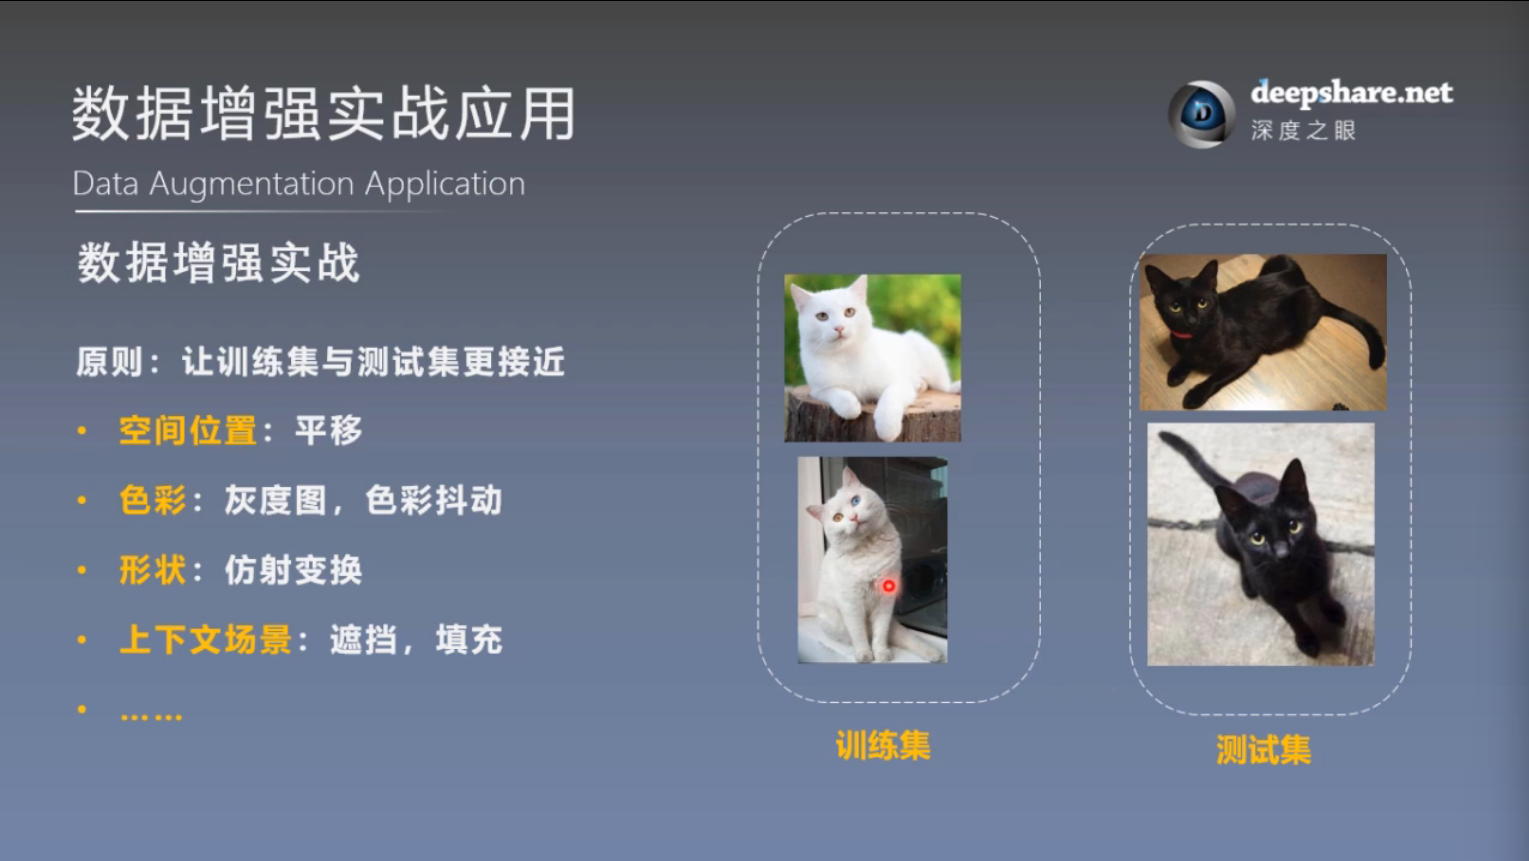 数据增强实战应用
Data Augmentation Application
deepshare.net
深度之眼
数据增强实战
原则：让训练集与测试集更接近
• 空间位置：平移
• 色彩：灰度图，色彩抖动
• 形状：仿射变换
• 上下文场景：遮挡，填充
• ……
训练集
测试集